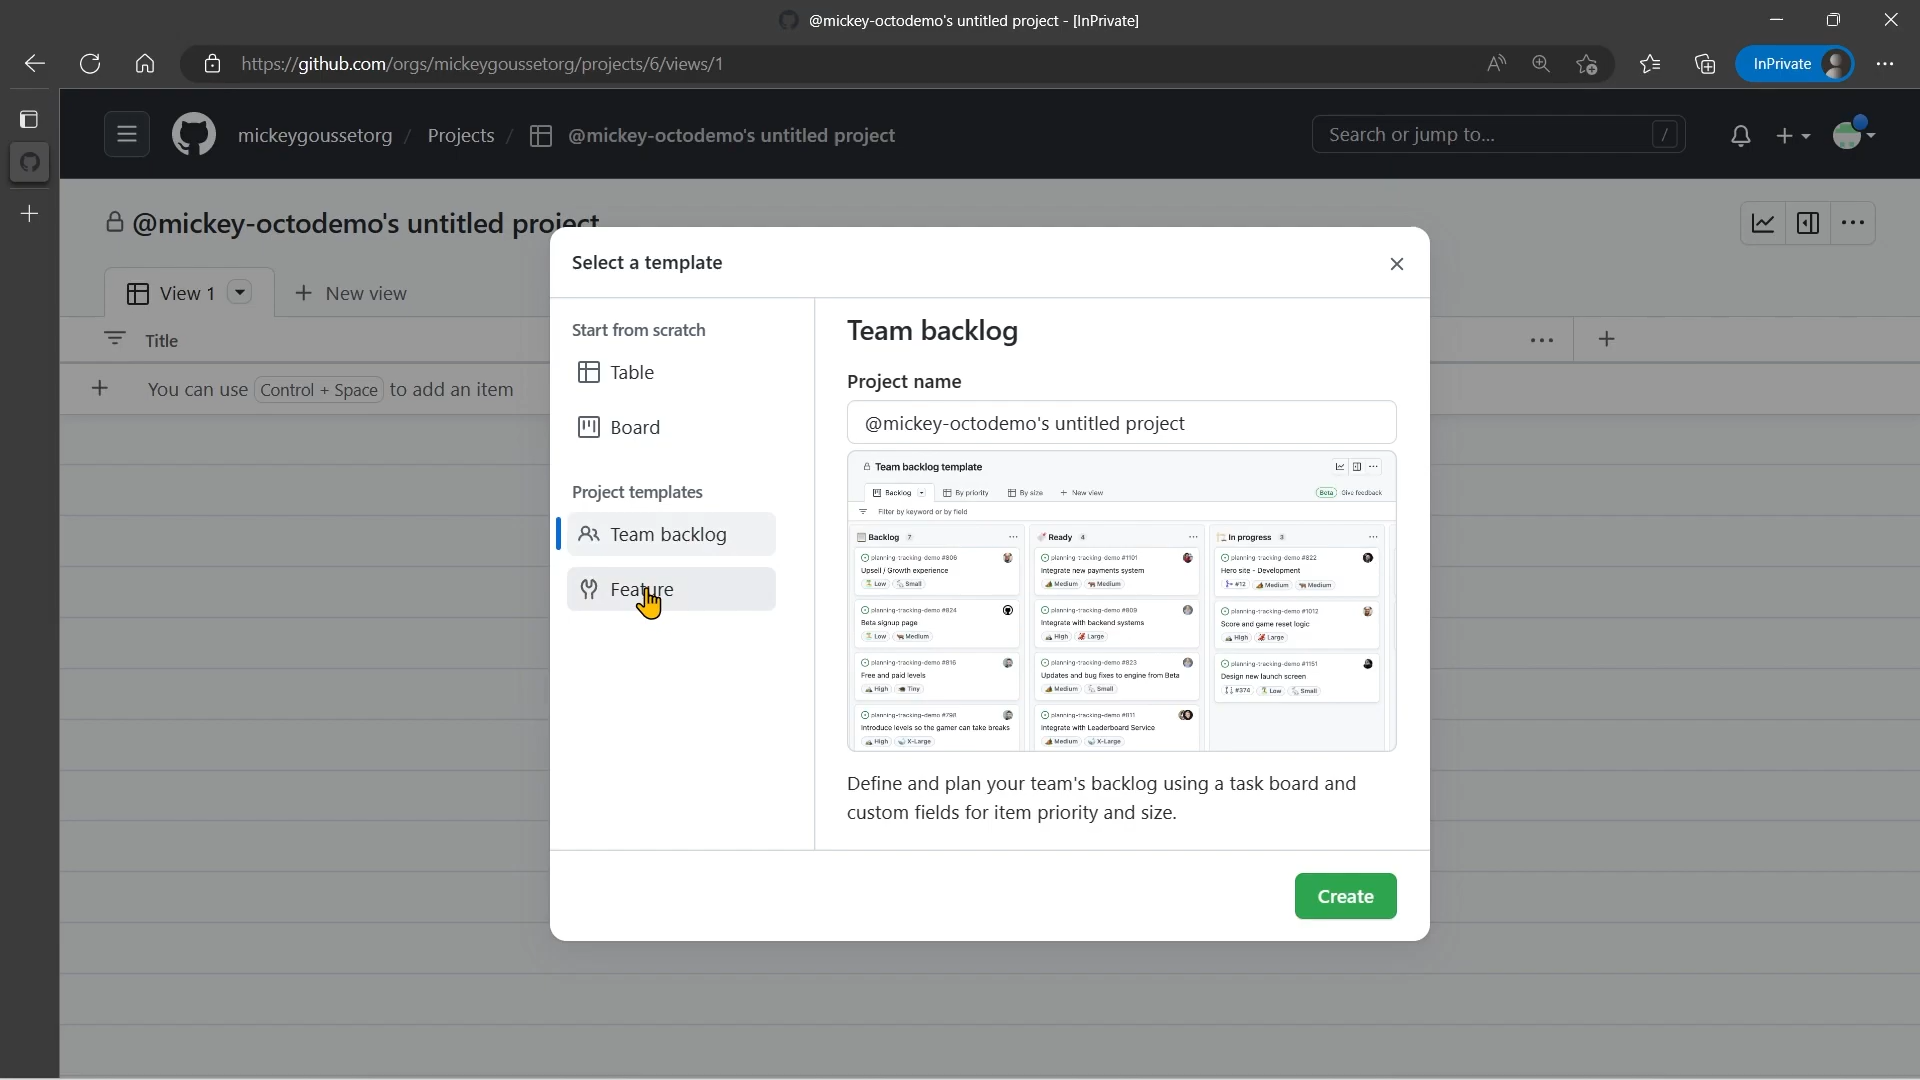 @mickey-octodemo's untitled project - [InPrivate]
https://github.com/orgs/mickeygoussetorg/projects/6/views/1
InPrivate
mickeygoussetorg / Projects / @mickey-octodemo's untitled project
Search or jump to... /
@mickey-octodemo's untitled project
View 1
New view
Title
You can use Control + Space to add an item
Select a template
Start from scratch
Table
Board
Project templates
Team backlog
Feature
Team backlog
Project name
@mickey-octodemo's untitled project
Team backlog template
Backlog By priority By size + New view Beta Give feedback
Filter by keyword or by field
Backlog 7
planning-tracking-demo #806
Upsell / Growth experience
Low Small
planning-tracking-demo #824
Beta signup page
Low Medium
planning-tracking-demo #816
Free and paid levels
High Tiny
planning-tracking-demo #798
Introduce levels so the gamer can take breaks
High X-Large
Ready 4
planning-tracking-demo #1101
Integrate new payments system
Medium Medium
planning-tracking-demo #809
Integrate with backend systems
High Large
planning-tracking-demo #823
Updates and bug fixes to engine from Beta
Medium Small
planning-tracking-demo #811
Integrate with Leaderboard Service
Medium X-Large
In progress 3
planning-tracking-demo #822
Hero site - Development
#12 Medium Medium
planning-tracking-demo #1012
Score and game reset logic
High Large
planning-tracking-demo #1151
Design new launch screen
#374 Low Small
Define and plan your team's backlog using a task board and
custom fields for item priority and size.
Create